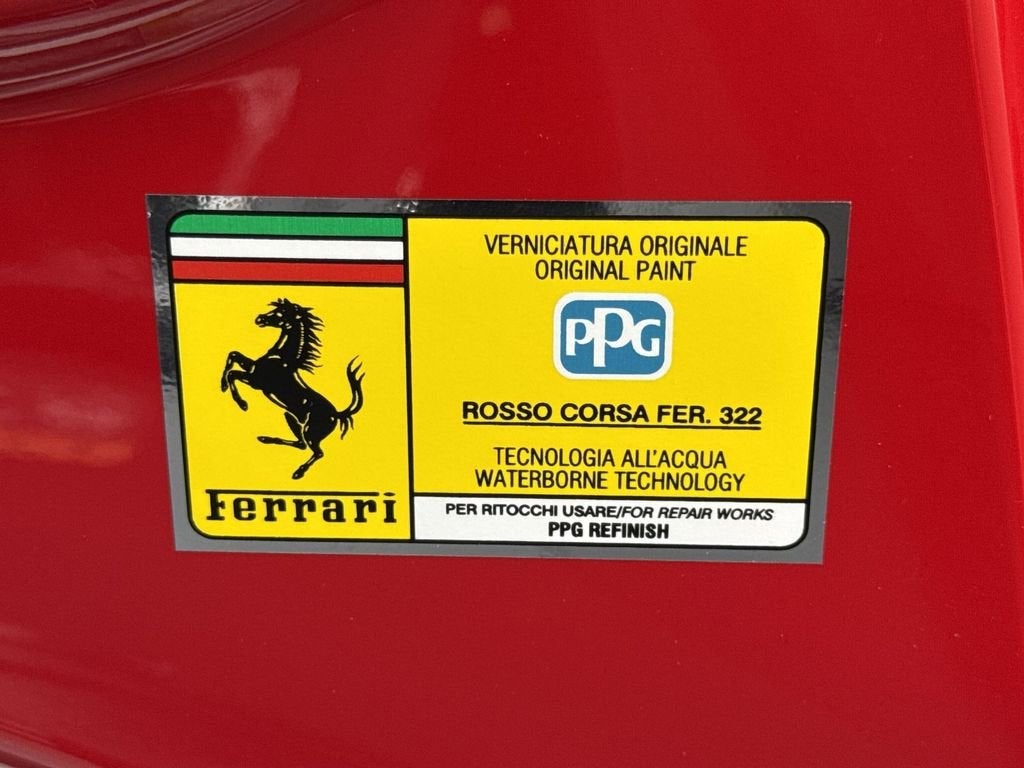 Ferrari
VERNICIATURA ORIGINALE
ORIGINAL PAINT
PPG
ROSSO CORSA FER. 322
TECNOLOGIA ALL'ACQUA
WATERBORNE TECHNOLOGY
PER RITOCCHI USARE/FOR REPAIR WORKS
PPG REFINISH